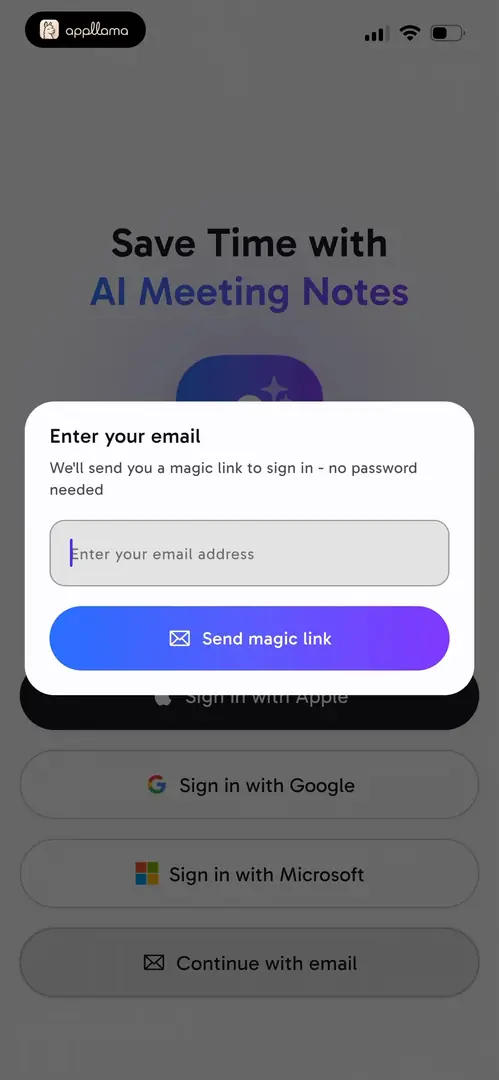 appllama
Save Time with
AI Meeting Notes
Enter your email
We'll send you a magic link to sign in - no password
needed
Enter your email address
Send magic link
Sign in with Apple
Sign in with Google
Sign in with Microsoft
Continue with email